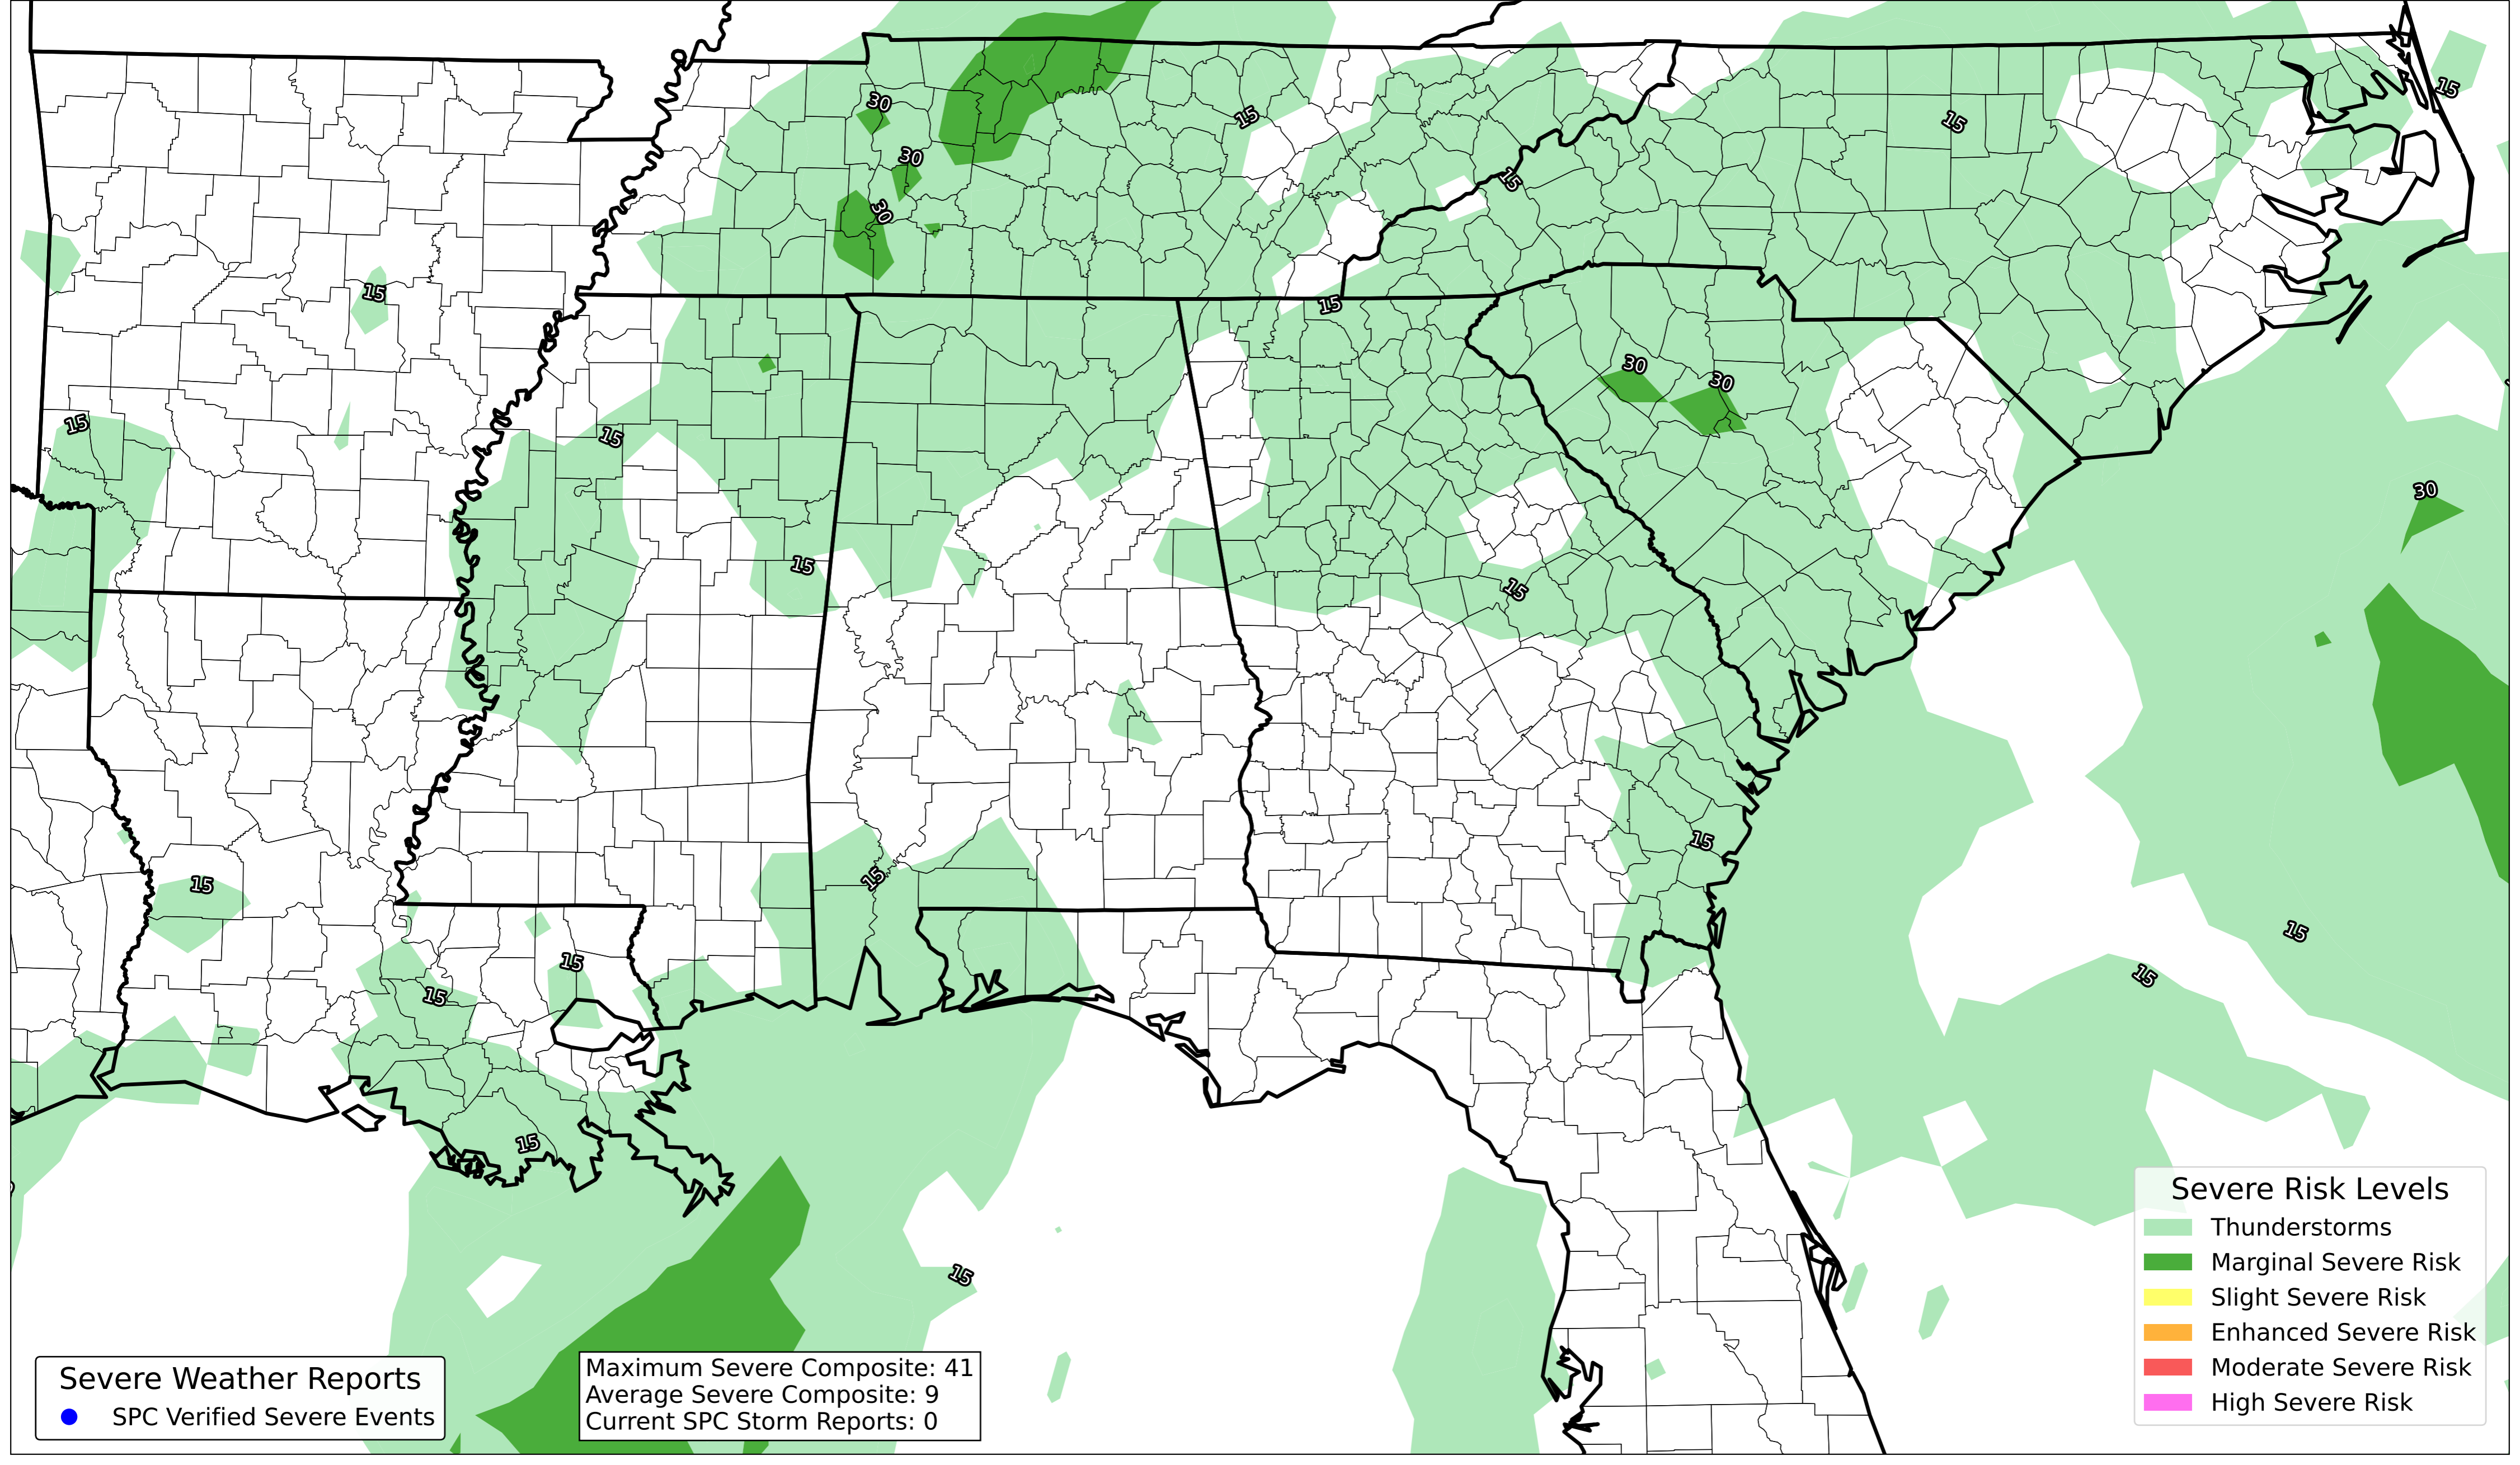 30
15
15
15
30
15
30
15
15
15
30
30
15
15
30
15
15
15
15
15
15
15
15
15
15
15
Severe Risk Levels
Thunderstorms
Marginal Severe Risk
Slight Severe Risk
Enhanced Severe Risk
Moderate Severe Risk
High Severe Risk
Severe Weather Reports
SPC Verified Severe Events
Maximum Severe Composite: 41
Average Severe Composite: 9
Current SPC Storm Reports: 0